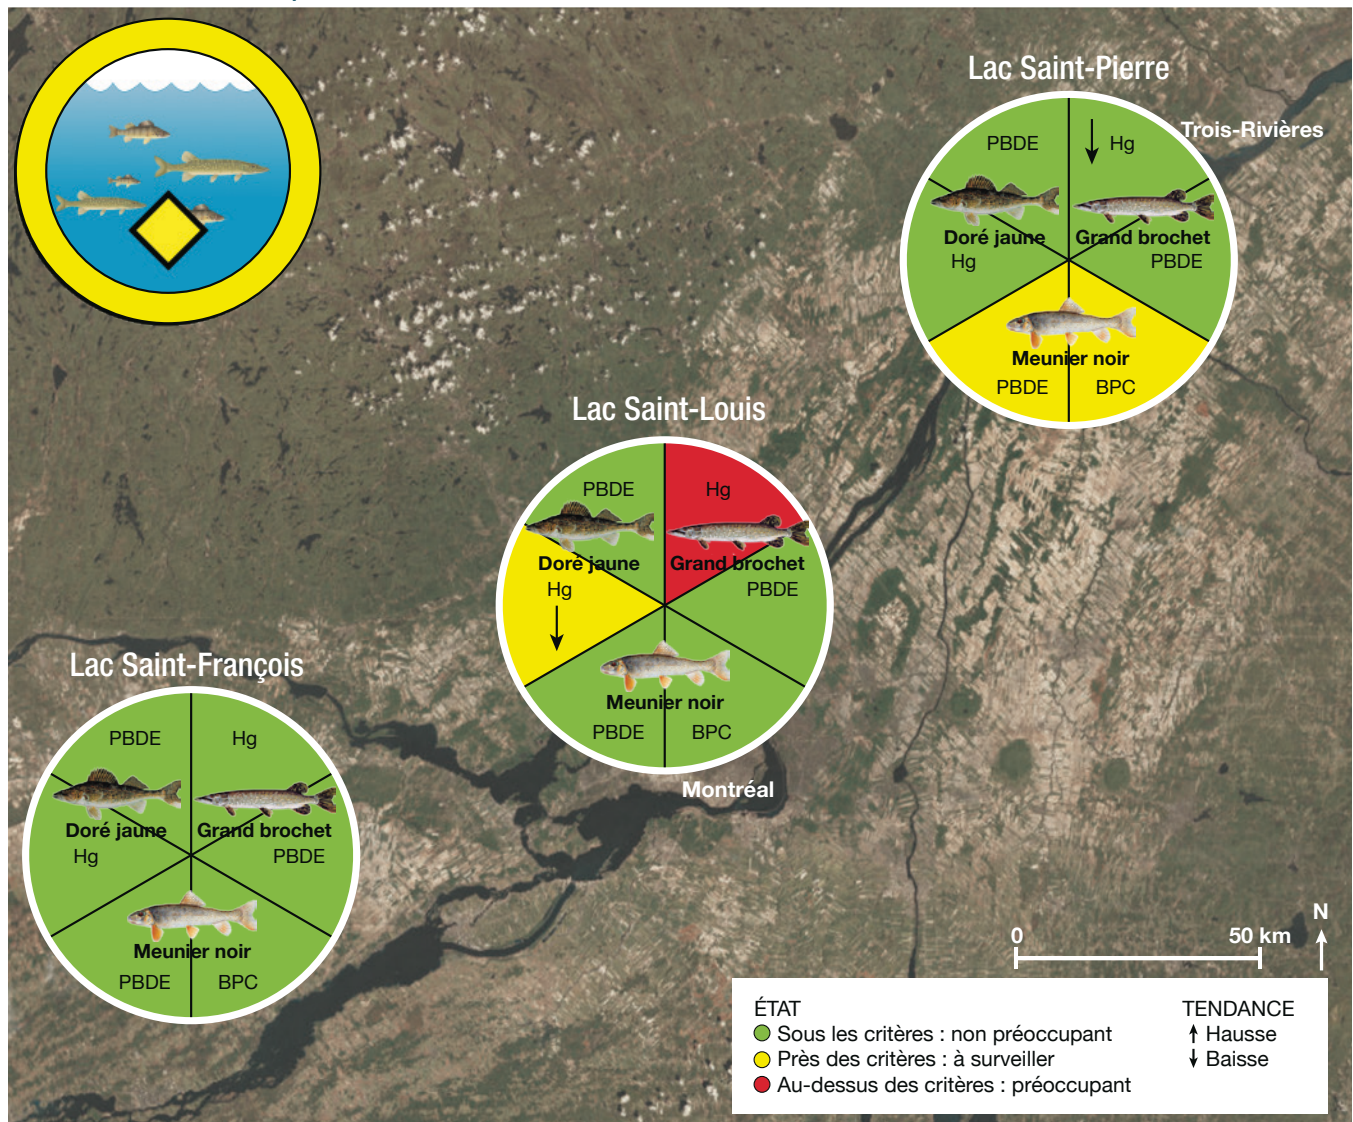 Lac Saint-Pierre
Trois-Rivières
PBDE
Hg
Doré jaune
Grand brochet
Hg
PBDE
Meunier noir
PBDE
BPC
Lac Saint-Louis
PBDE
Hg
Doré jaune
Grand brochet
Hg
PBDE
Meunier noir
PBDE
BPC
Montréal
Lac Saint-François
PBDE
Hg
Doré jaune
Grand brochet
Hg
PBDE
Meunier noir
PBDE
BPC
0
50 km
N
ÉTAT
Sous les critères : non préoccupant
Près des critères : à surveiller
Au-dessus des critères : préoccupant
TENDANCE
Hausse
Baisse